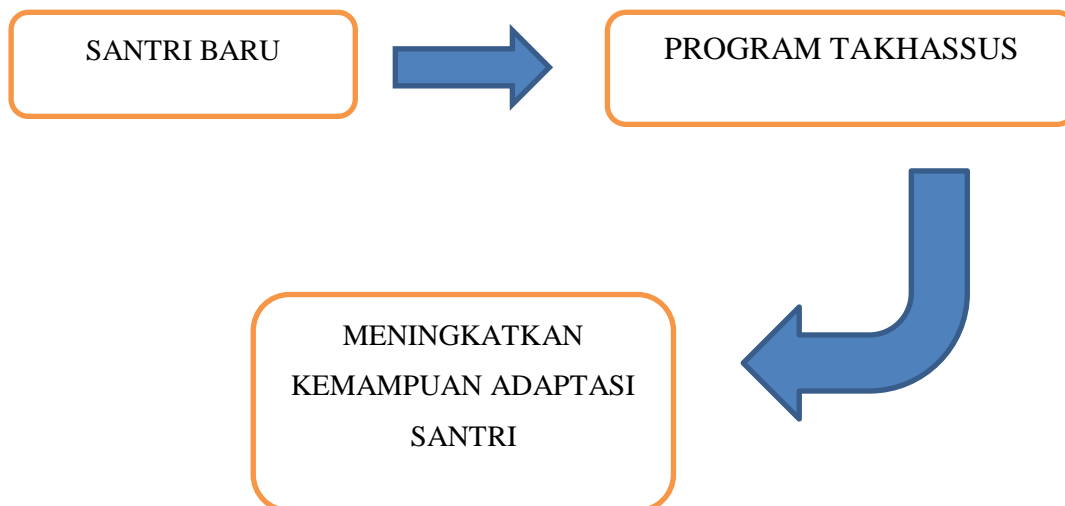 SANTRI BARU
PROGRAM TAKHASSUS
MENINGKATKAN
KEMAMPUAN ADAPTASI
SANTRI